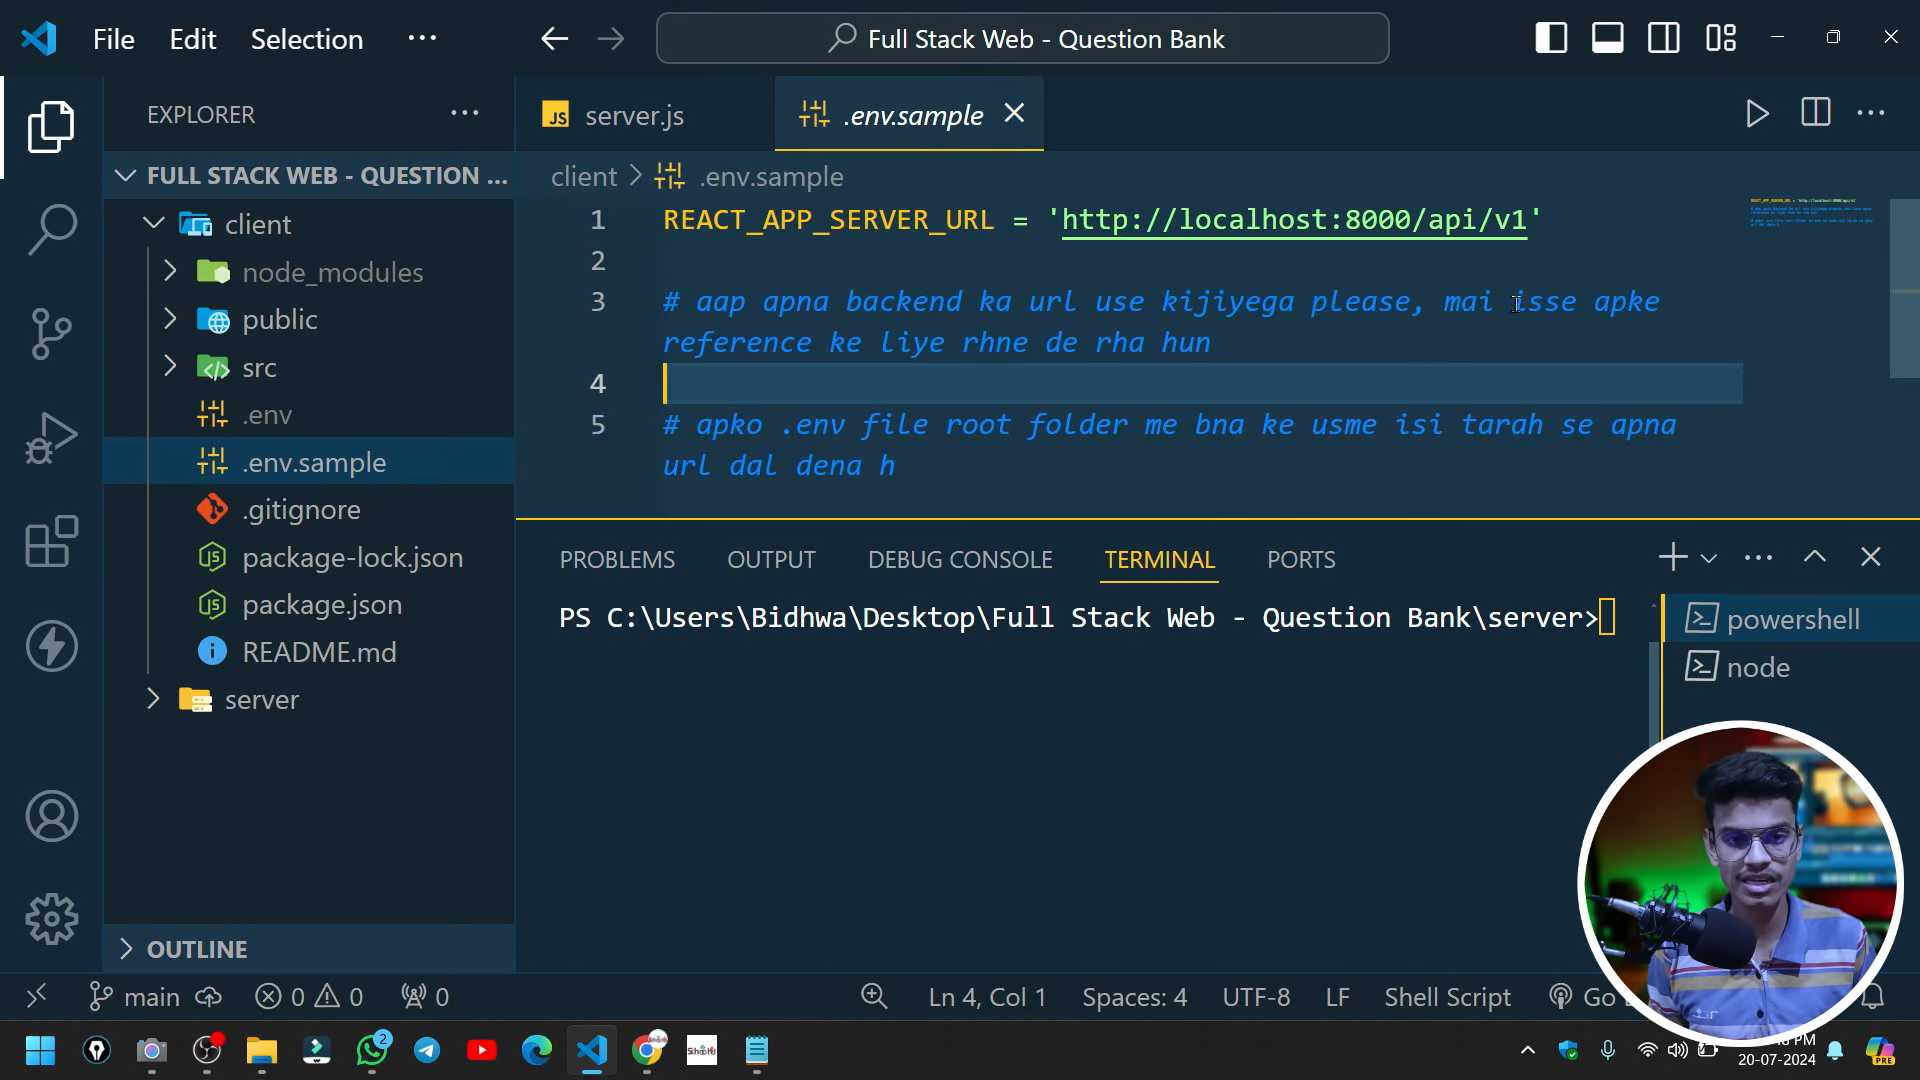 File Edit Selection ···
Full Stack Web - Question Bank
EXPLORER
FULL STACK WEB - QUESTION ...
client
node_modules
public
src
.env
.env.sample
.gitignore
package-lock.json
package.json
README.md
server
OUTLINE
JS server.js
.env.sample
client > .env.sample
1 REACT_APP_SERVER_URL = 'http://localhost:8000/api/v1'
2
3 # aap apna backend ka url use kijiyega please, mai isse apke
reference ke liye rhne de rha hun
4
5 # apko .env file root folder me bna ke usme isi tarah se apna
url dal dena h
PROBLEMS OUTPUT DEBUG CONSOLE TERMINAL PORTS
PS C:\Users\Bidhwa\Desktop\Full Stack Web - Question Bank\server>
powershell
node
main 0 0 0 Ln 4, Col 1 Spaces: 4 UTF-8 LF Shell Script Go
2
PM
20-07-2024
PRE